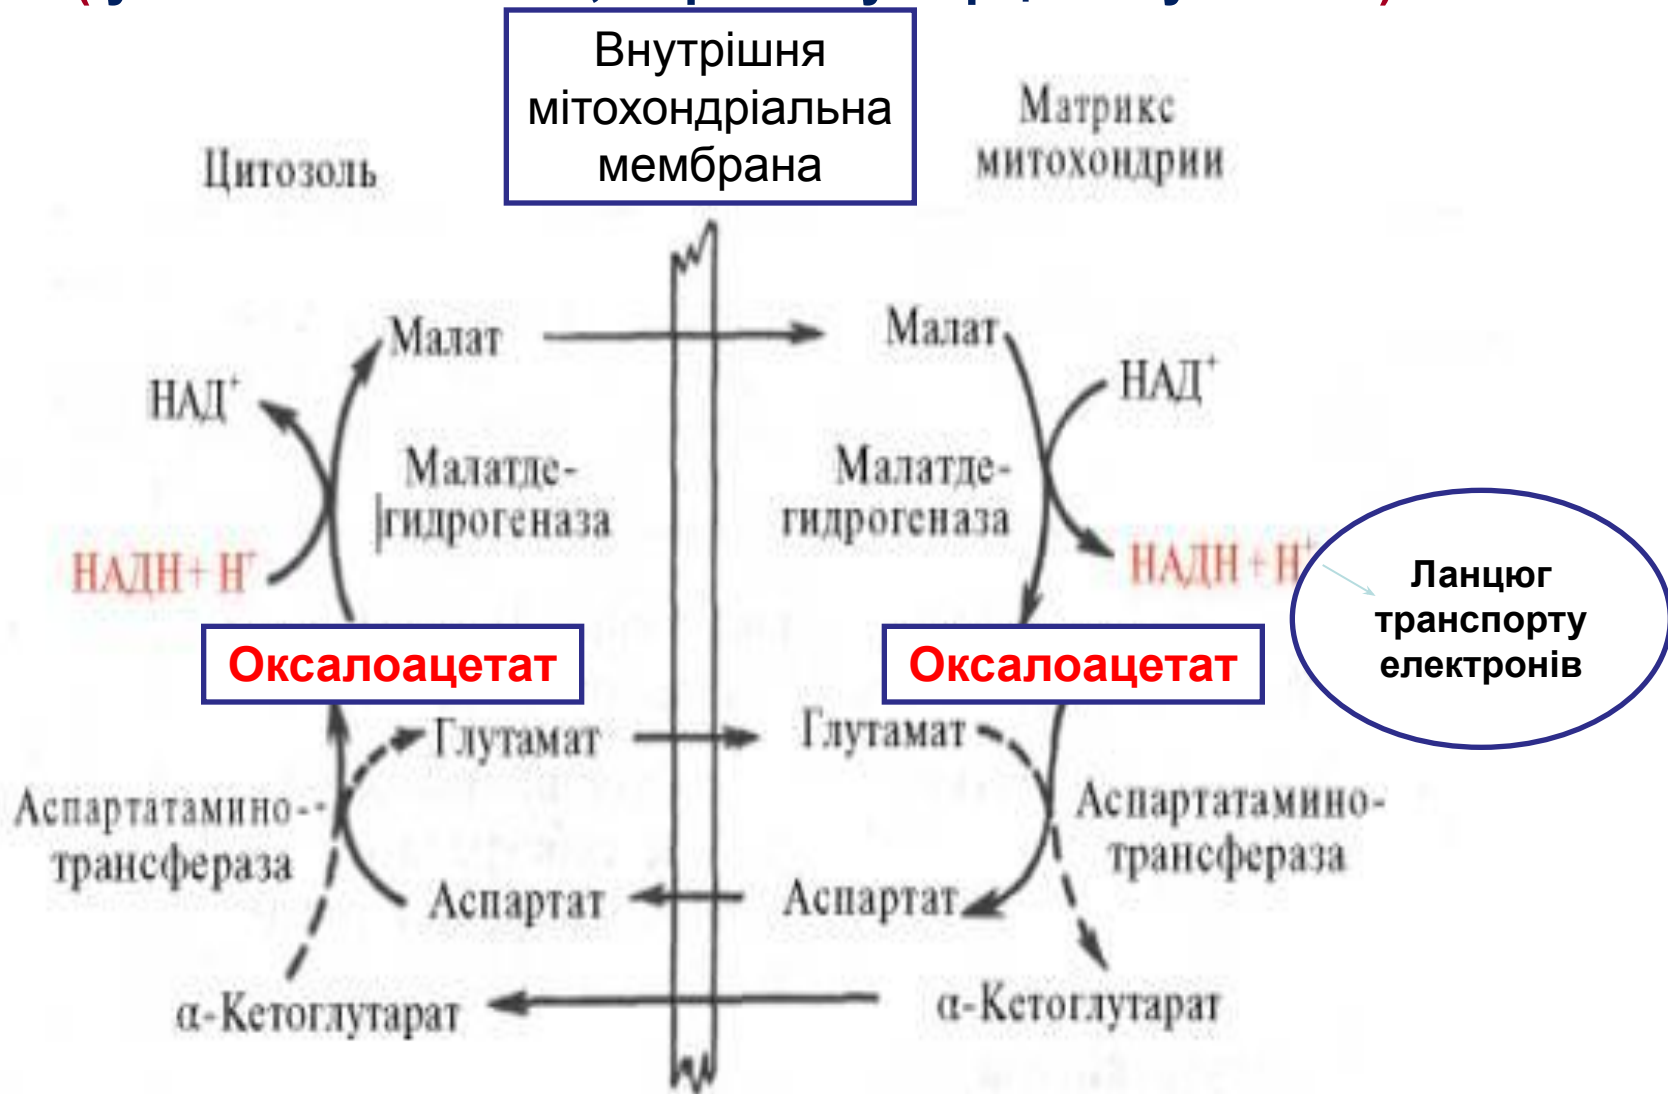 Внутрішня
мітохондріальна
мембрана
Цитозоль
Матрикс
митохондрии
Малат
Малат
НАД⁺
НАД⁺
Малатде-
гидрогеназа
Малатде-
гидрогеназа
НАДН + Н⁺
НАДН + Н⁺
Ланцюг
транспорту
електронів
Оксалоацетат
Оксалоацетат
Глутамат
Глутамат
Аспартатамино-
трансфераза
Аспартатамино-
трансфераза
Аспартат
Аспартат
α-Кетоглутарат
α-Кетоглутарат